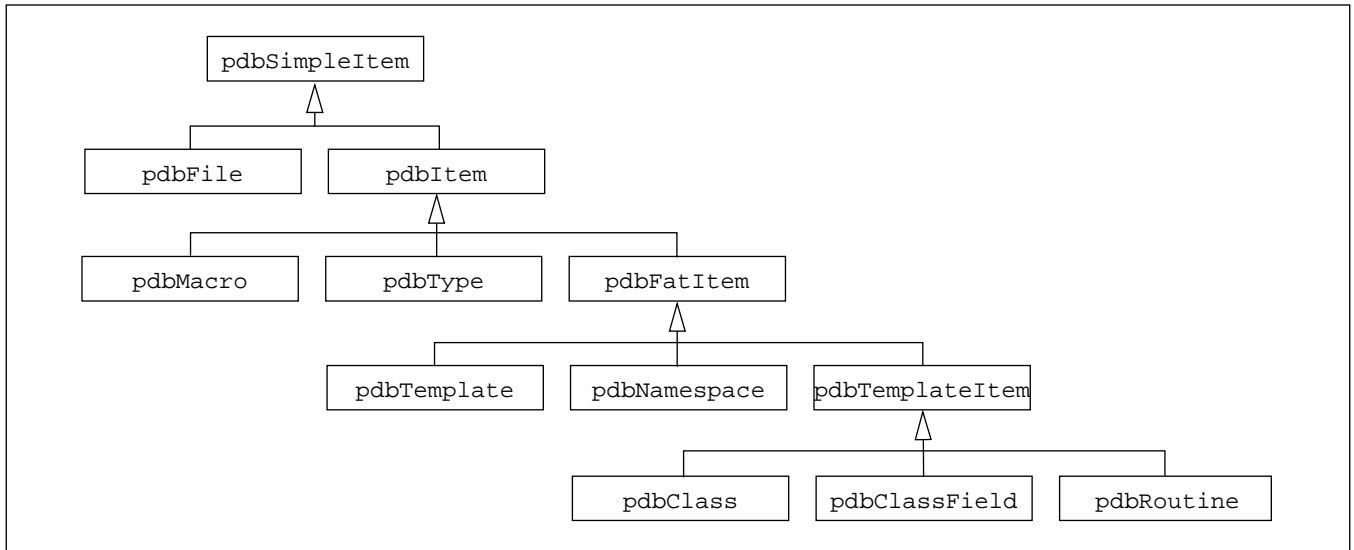 pdbSimpleItem
pdbFile
pdbItem
pdbMacro
pdbType
pdbFatItem
pdbTemplate
pdbNamespace
pdbTemplateItem
pdbClass
pdbClassField
pdbRoutine